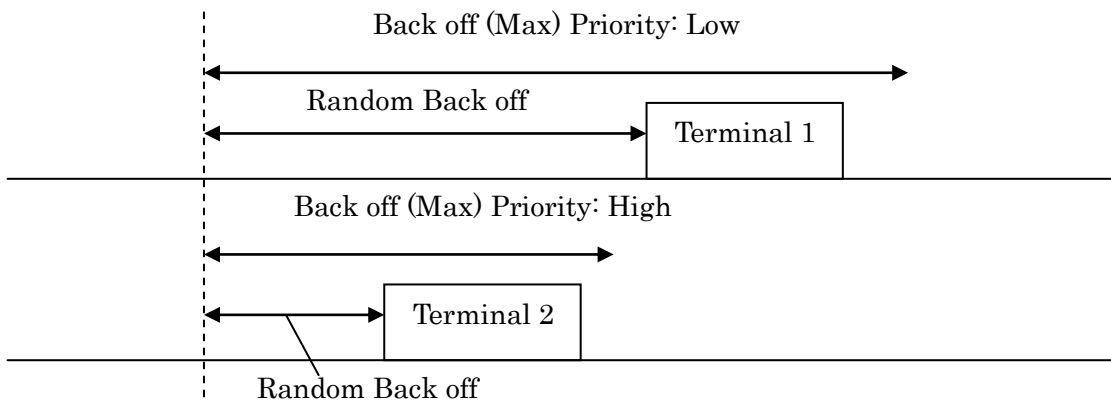 Back off (Max) Priority: Low
Random Back off
Terminal 1
Back off (Max) Priority: High
Terminal 2
Random Back off